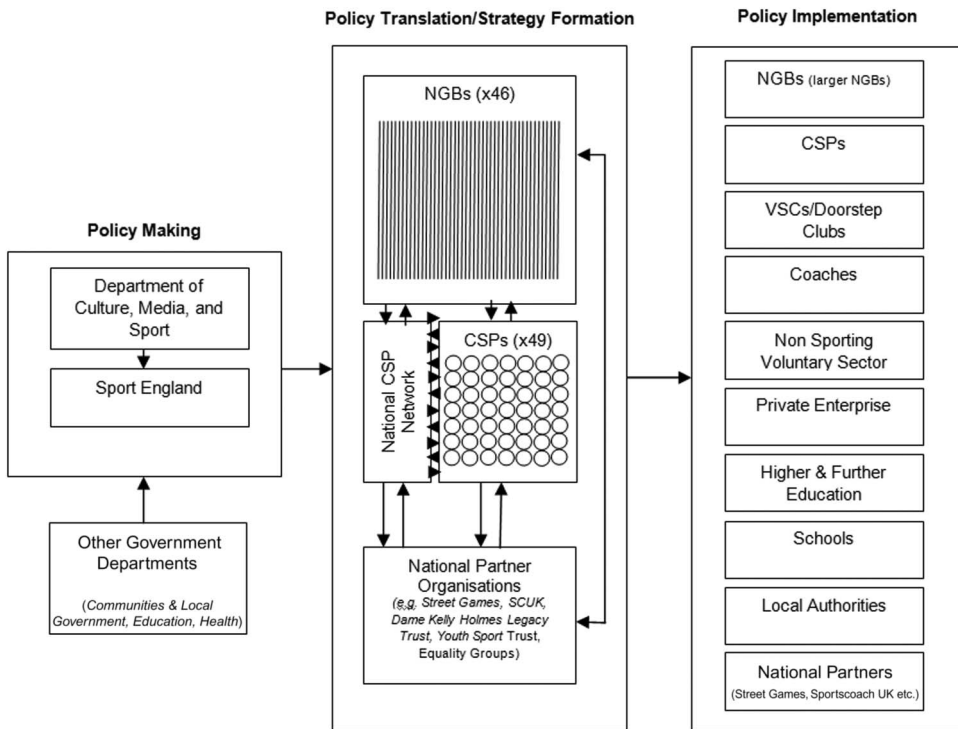 Policy Making
Department of
Culture, Media, and
Sport
Sport England
Other Government
Departments
(Communities & Local
Government, Education, Health)
Policy Translation/Strategy Formation
NGBs (x46)
National CSP
Network
CSPs (x49)
National Partner
Organisations
(e.g. Street Games, SCUK,
Dame Kelly Holmes Legacy
Trust, Youth Sport Trust,
Equality Groups)
Policy Implementation
NGBs (larger NGBs)
CSPs
VSCs/Doorstep
Clubs
Coaches
Non Sporting
Voluntary Sector
Private Enterprise
Higher & Further
Education
Schools
Local Authorities
National Partners
(Street Games, Sportscoach UK etc.)